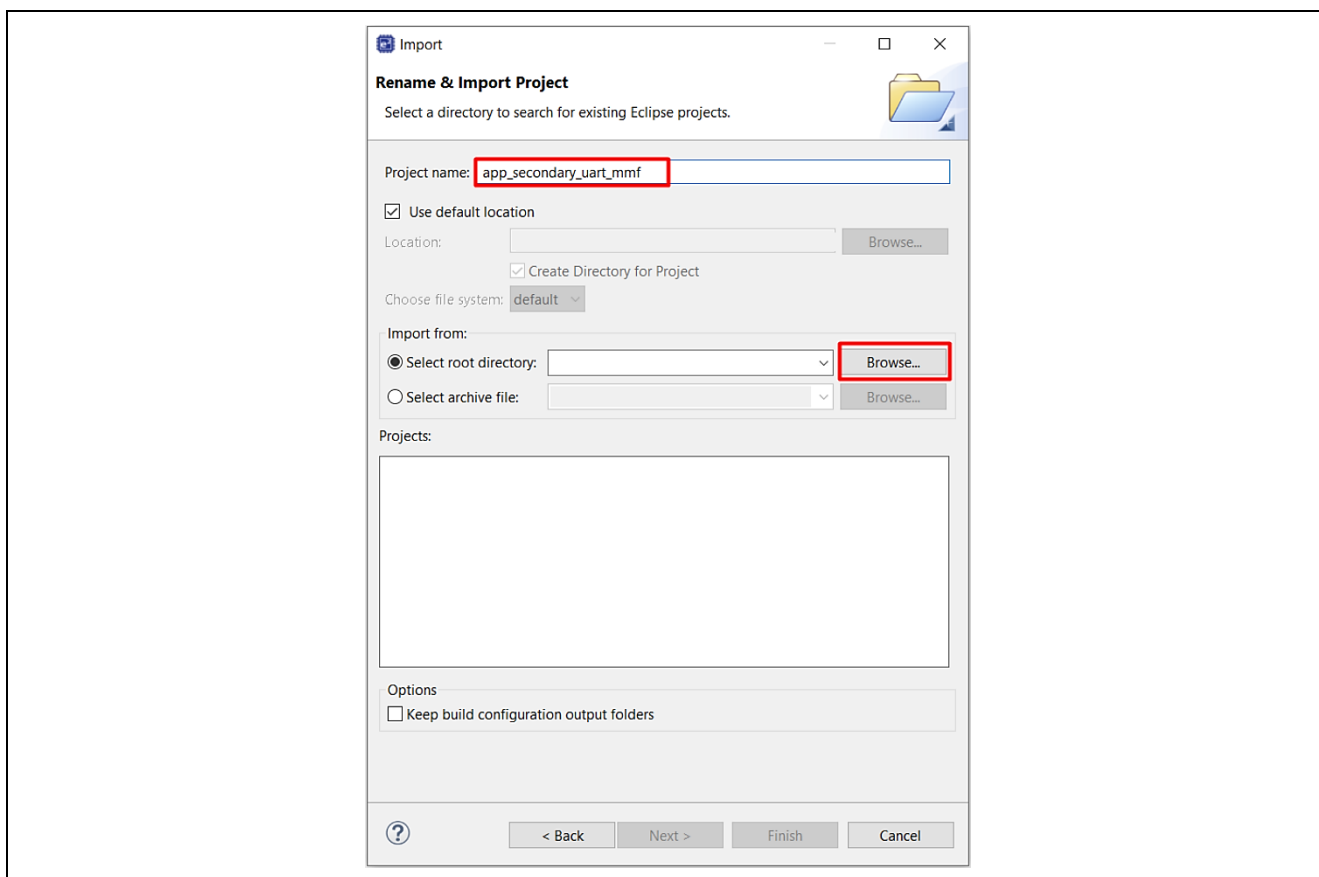 Import
Rename & Import Project
Select a directory to search for existing Eclipse projects.
Project name: app_secondary_uart_mmf
Use default location
Location: Browse...
Create Directory for Project
Choose file system: default
Import from:
Select root directory: Browse...
Select archive file: Browse...
Projects:
Options
Keep build configuration output folders
? < Back Next > Finish Cancel